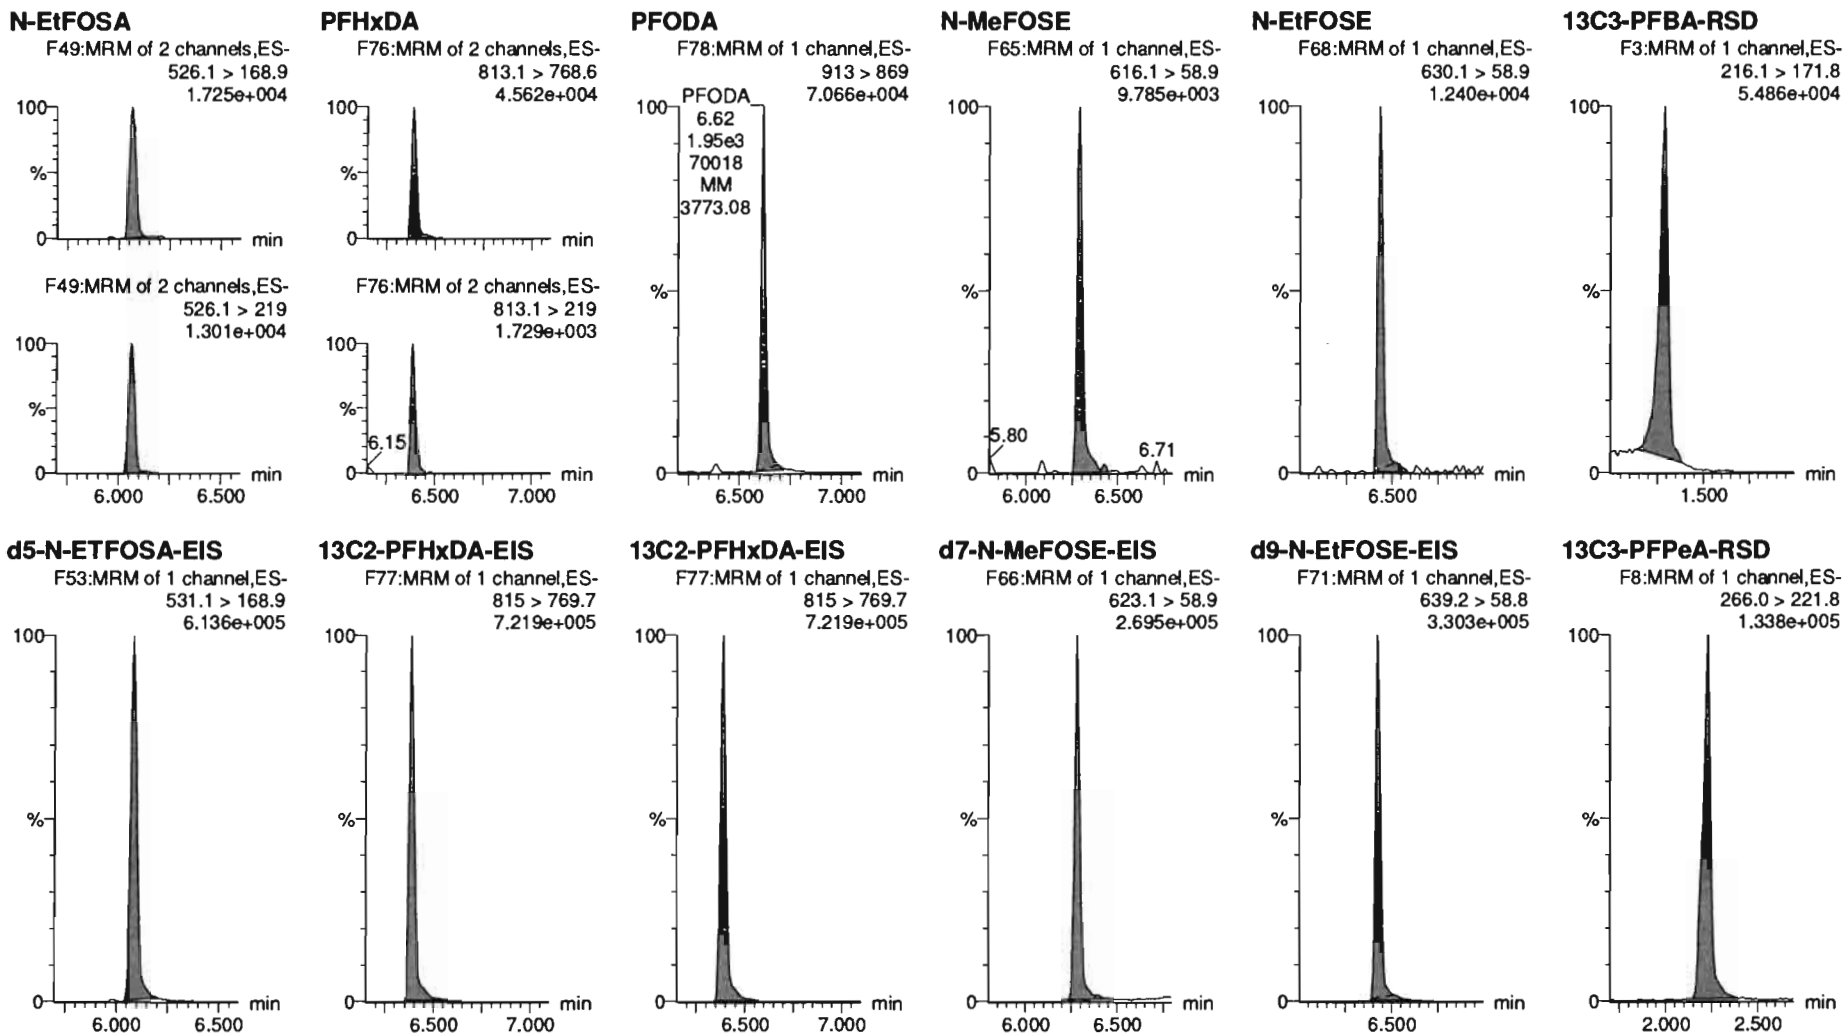 N-EtFOSA
F49:MRM of 2 channels,ES-
526.1 > 168.9
1.725e+004
100
%
0
min
F49:MRM of 2 channels,ES-
526.1 > 219
1.301e+004
100
%
0
min
6.000 6.500
PFHxDA
F76:MRM of 2 channels,ES-
813.1 > 768.6
4.562e+004
100
%
0
min
F76:MRM of 2 channels,ES-
813.1 > 219
1.729e+003
100
%
6.15
0
min
6.500 7.000
PFODA
F78:MRM of 1 channel,ES-
913 > 869
7.066e+004
100
PFODA
6.62
1.95e3
70018
MM
3773.08
%
0
min
6.500 7.000
N-MeFOSE
F65:MRM of 1 channel,ES-
616.1 > 58.9
9.785e+003
100
%
5.80
6.71
0
min
6.000 6.500
N-EtFOSE
F68:MRM of 1 channel,ES-
630.1 > 58.9
1.240e+004
100
%
0
min
6.500
13C3-PFBA-RSD
F3:MRM of 1 channel,ES-
216.1 > 171.8
5.486e+004
100
%
0
min
1.500
d5-N-ETFOSA-EIS
F53:MRM of 1 channel,ES-
531.1 > 168.9
6.136e+005
100
%
0
min
6.000 6.500
13C2-PFHxDA-EIS
F77:MRM of 1 channel,ES-
815 > 769.7
7.219e+005
100
%
0
min
6.500 7.000
13C2-PFHxDA-EIS
F77:MRM of 1 channel,ES-
815 > 769.7
7.219e+005
100
%
0
min
6.500 7.000
d7-N-MeFOSE-EIS
F66:MRM of 1 channel,ES-
623.1 > 58.9
2.695e+005
100
%
0
min
6.000 6.500
d9-N-EtFOSE-EIS
F71:MRM of 1 channel,ES-
639.2 > 58.8
3.303e+005
100
%
0
min
6.500
13C3-PFPeA-RSD
F8:MRM of 1 channel,ES-
266.0 > 221.8
1.338e+005
100
%
0
min
2.000 2.500